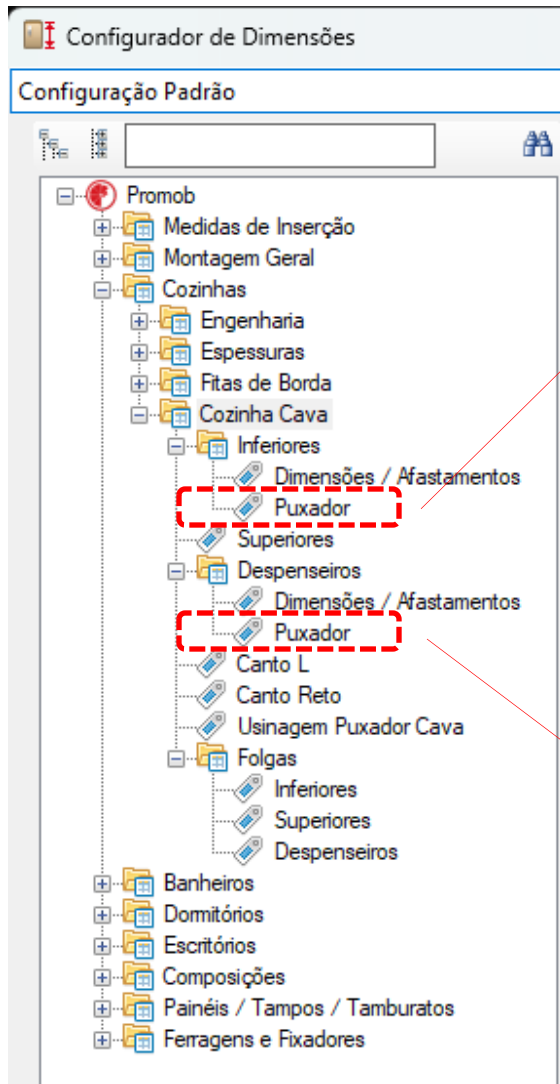 Configurador de Dimensões
Configuração Padrão
Promob
Medidas de Inserção
Montagem Geral
Cozinhas
Engenharia
Espessuras
Fitas de Borda
Cozinha Cava
Inferiores
Dimensões / Afastamentos
Puxador
Superiores
Despenseiros
Dimensões / Afastamentos
Puxador
Canto L
Canto Reto
Usinagem Puxador Cava
Folgas
Inferiores
Superiores
Despenseiros
Banheiros
Dormitórios
Escritórios
Composições
Painéis / Tampos / Tamburatos
Ferragens e Fixadores